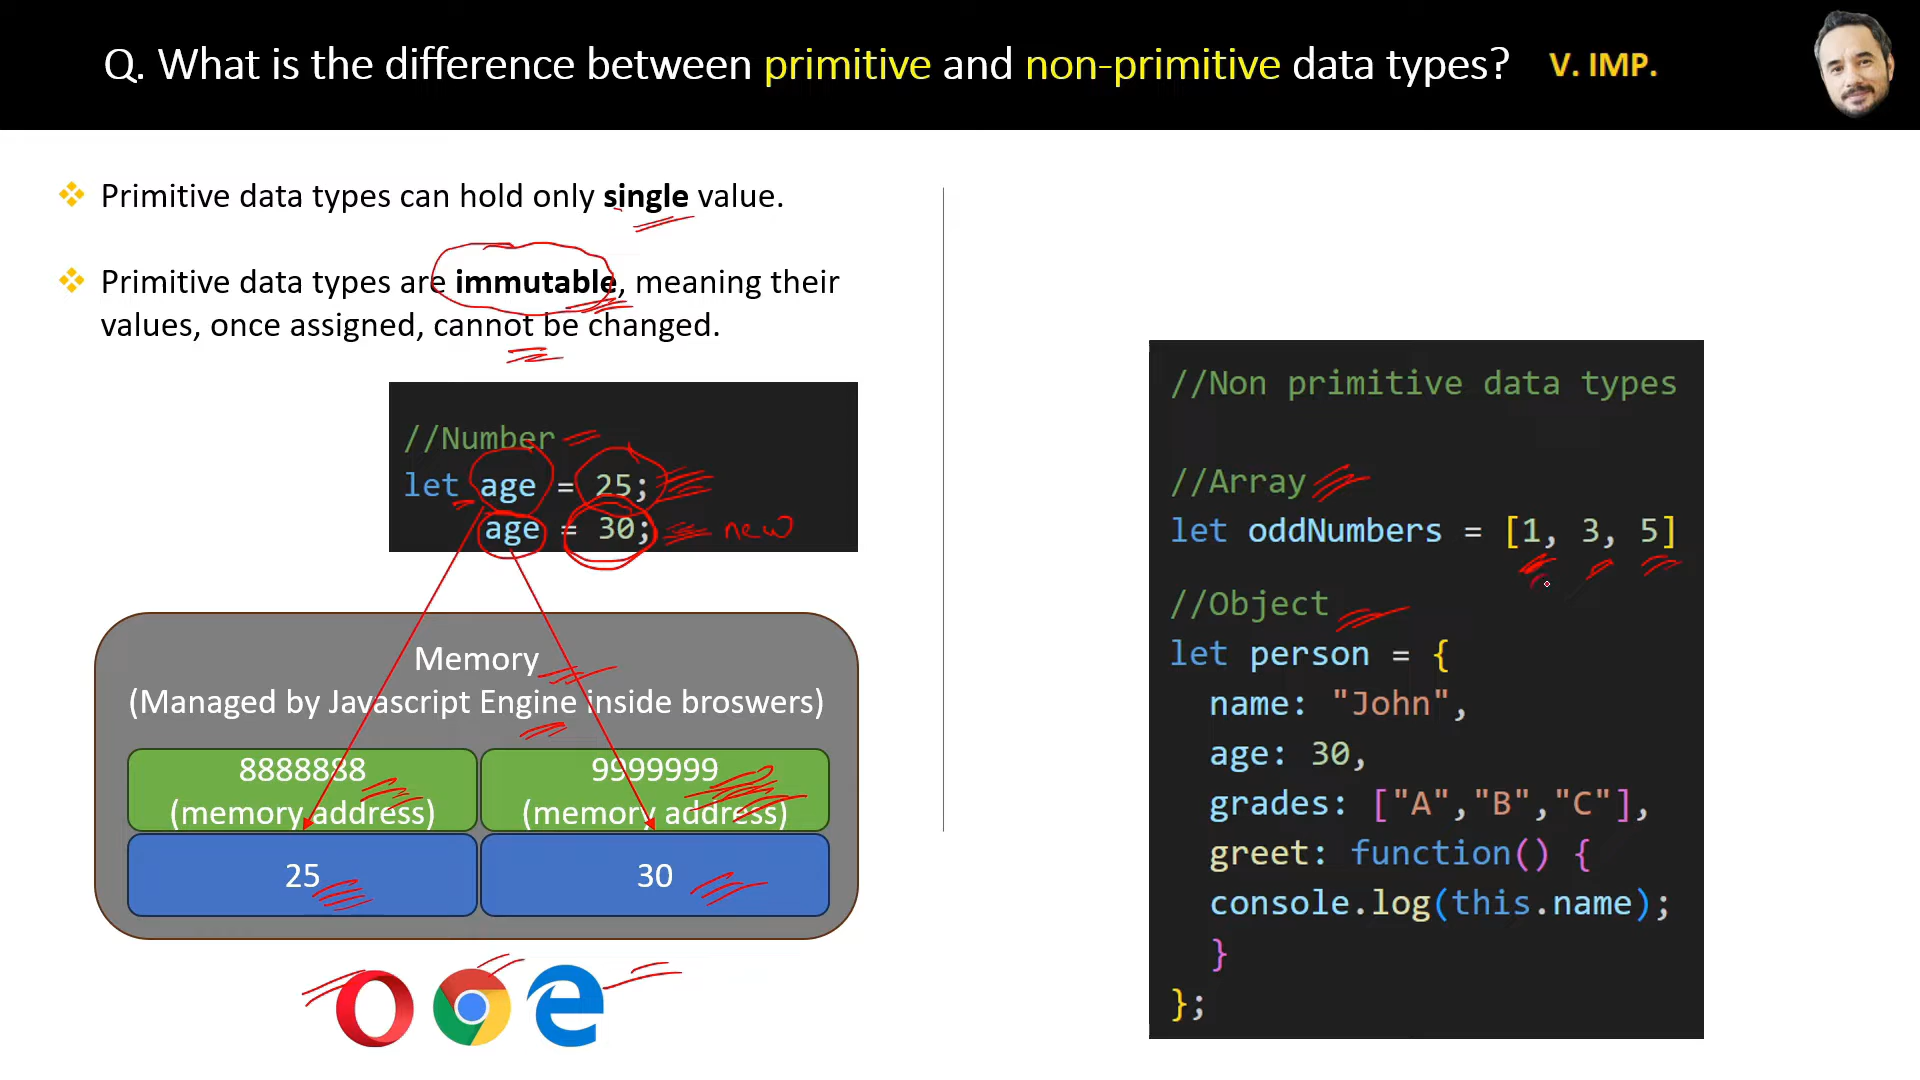 Q. What is the difference between primitive and non-primitive data types? V. IMP.
Primitive data types can hold only single value.
Primitive data types are immutable, meaning their
values, once assigned, cannot be changed.
//Number
let age = 25;
age = 30; new
Memory
(Managed by Javascript Engine inside broswers)
8888888
(memory address)
9999999
(memory address)
25
30
//Non primitive data types
//Array
let oddNumbers = [1, 3, 5]
//Object
let person = {
name: "John",
age: 30,
grades: ["A","B","C"],
greet: function() {
console.log(this.name);
}
};